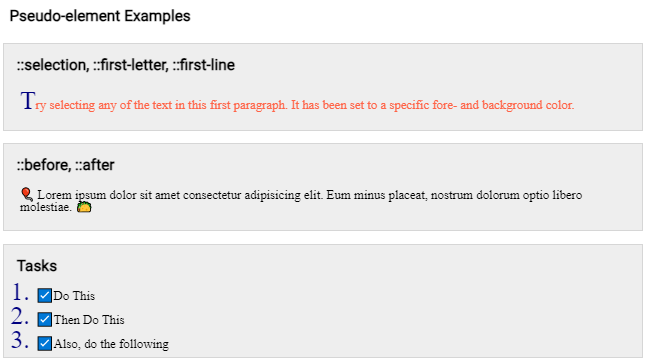 Pseudo-element Examples
::selection, ::first-letter, ::first-line
Try selecting any of the text in this first paragraph. It has been set to a specific fore- and background color.
::before, ::after
🎈 Lorem ipsum dolor sit amet consectetur adipisicing elit. Eum minus placeat, nostrum dolorum optio libero
molestiae. 🌮
Tasks
1. ✅Do This
2. ✅Then Do This
3. ✅Also, do the following